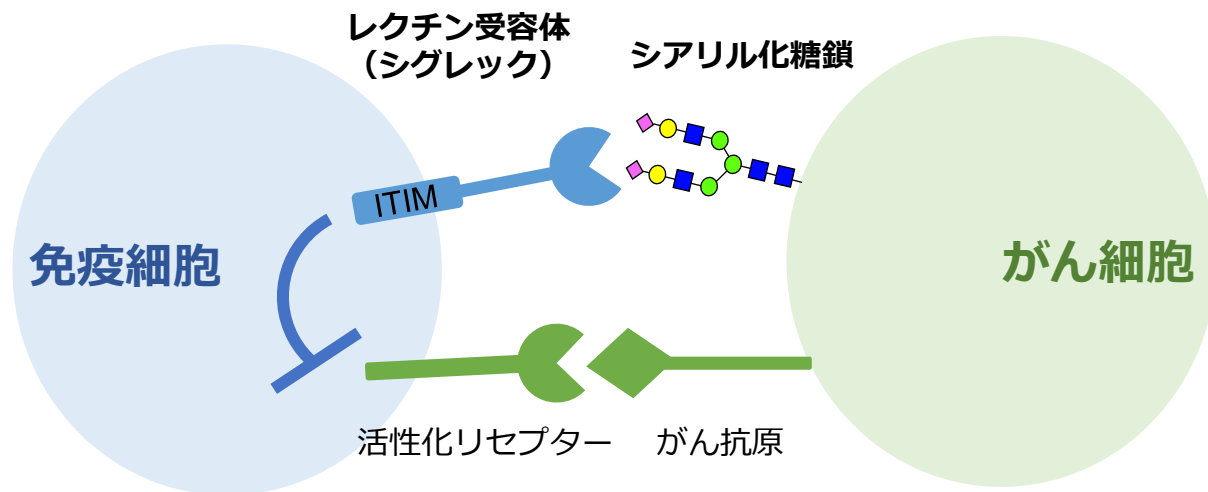 レクチン受容体
（シグレック）
シアリル化糖鎖
ITIM
免疫細胞
がん細胞
活性化リセプター
がん抗原